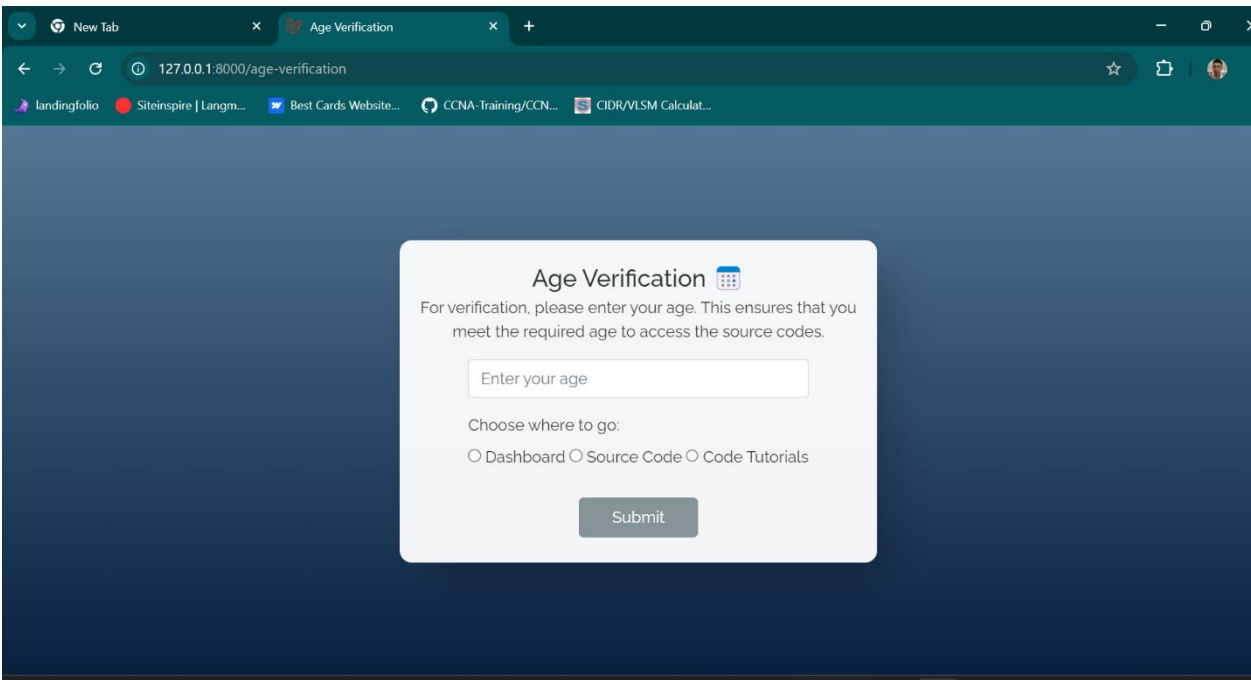 New Tab
Age Verification
127.0.0.1:8000/age-verification
landingfolio
Siteinspire | Langm...
Best Cards Website...
CCNA-Training/CCN...
S
CIDR/VLSM Calculat...
Age Verification
For verification, please enter your age. This ensures that you
meet the required age to access the source codes.
Enter your age
Choose where to go:
Dashboard Source Code Code Tutorials
Submit